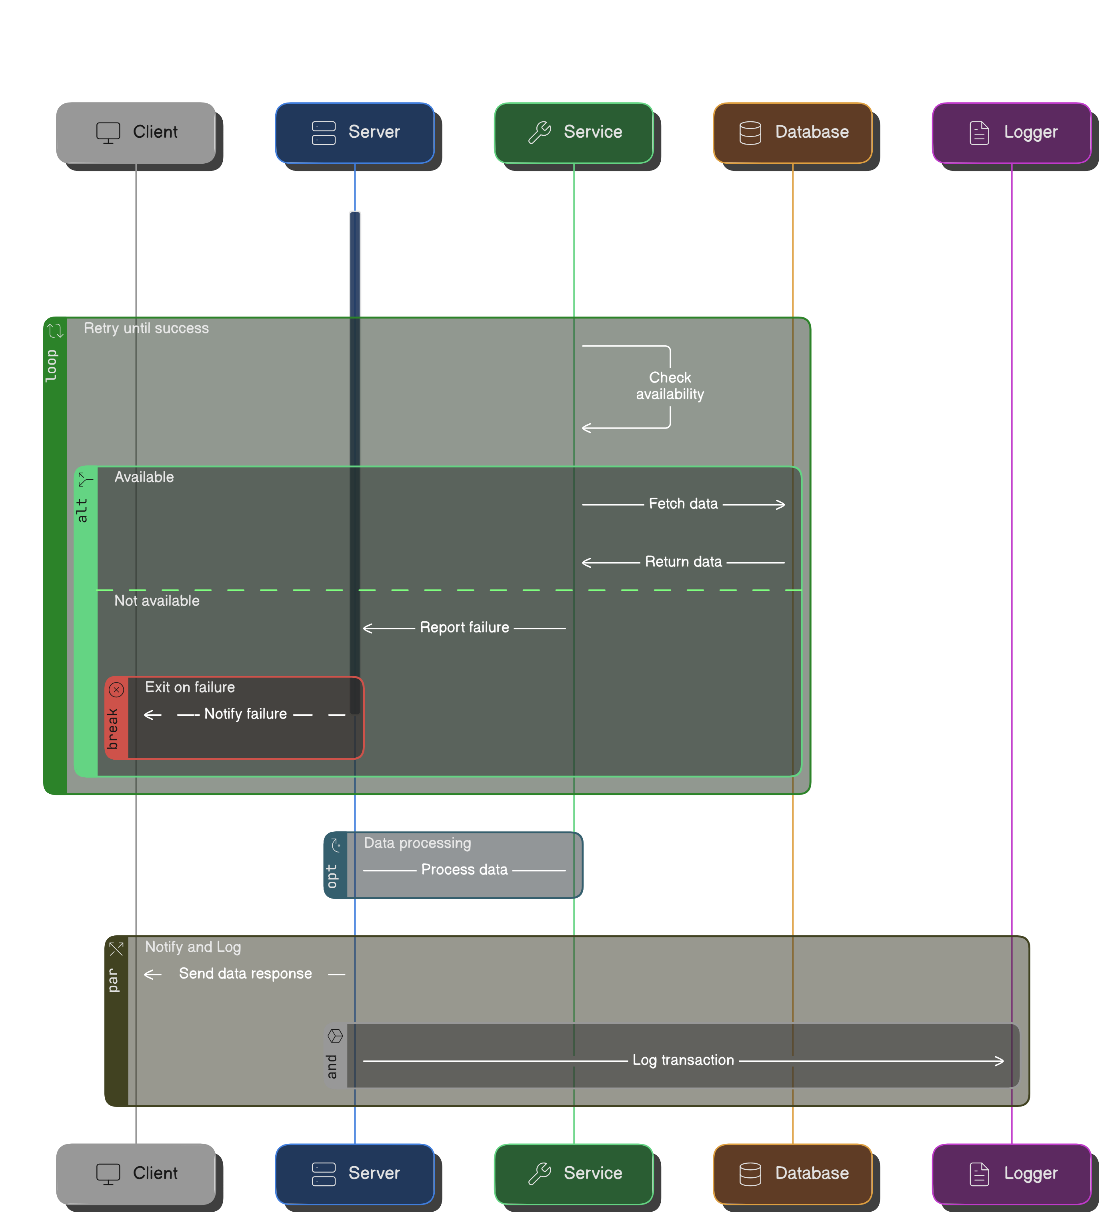 Client
Server
Service
Database
Logger
loop
Retry until success
Check
availability
alt
Available
Fetch data
Return data
Not available
Report failure
break
Exit on failure
Notify failure
opt
Data processing
Process data
par
Notify and Log
Send data response
and
Log transaction
Client
Server
Service
Database
Logger